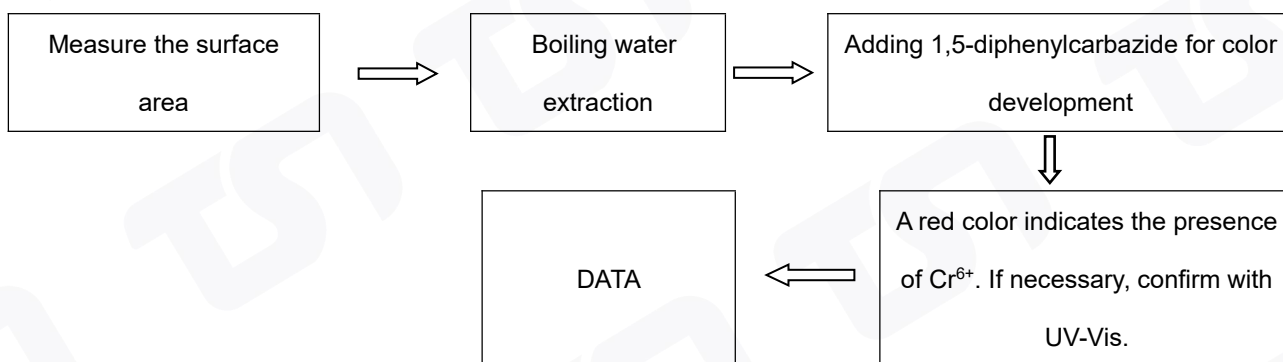 Measure the surface
area
Boiling water
extraction
Adding 1,5-diphenylcarbazide for color
development
A red color indicates the presence
of Cr⁶⁺. If necessary, confirm with
UV-Vis.
DATA